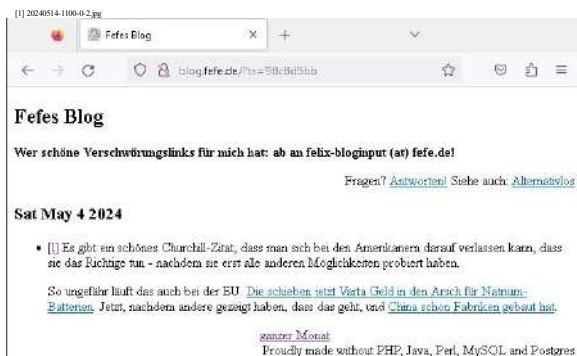 [1] 20240514-1100-0-2.jpg
Fefes Blog
blog.fefe.de/?ts=98c8d5bb
Fefes Blog
Wer schöne Verschwörungslinks für mich hat: ab an felix-bloginput (at) fefe.de!
Fragen? Antworten! Siehe auch: Alternativlos
Sat May 4 2024
[l] Es gibt ein schönes Churchill-Zitat, dass man sich bei den Amerikanern darauf verlassen kann, dass
sie das Richtige tun - nachdem sie erst alle anderen Möglichkeiten probiert haben.
So ungefähr läuft das auch bei der EU. Die schieben jetzt Varta Geld in den Arsch für Natrium-
Batterien. Jetzt, nachdem andere gezeigt haben, dass das geht, und China schon Fabriken gebaut hat.
ganzer Monat
Proudly made without PHP, Java, Perl, MySQL and Postgres